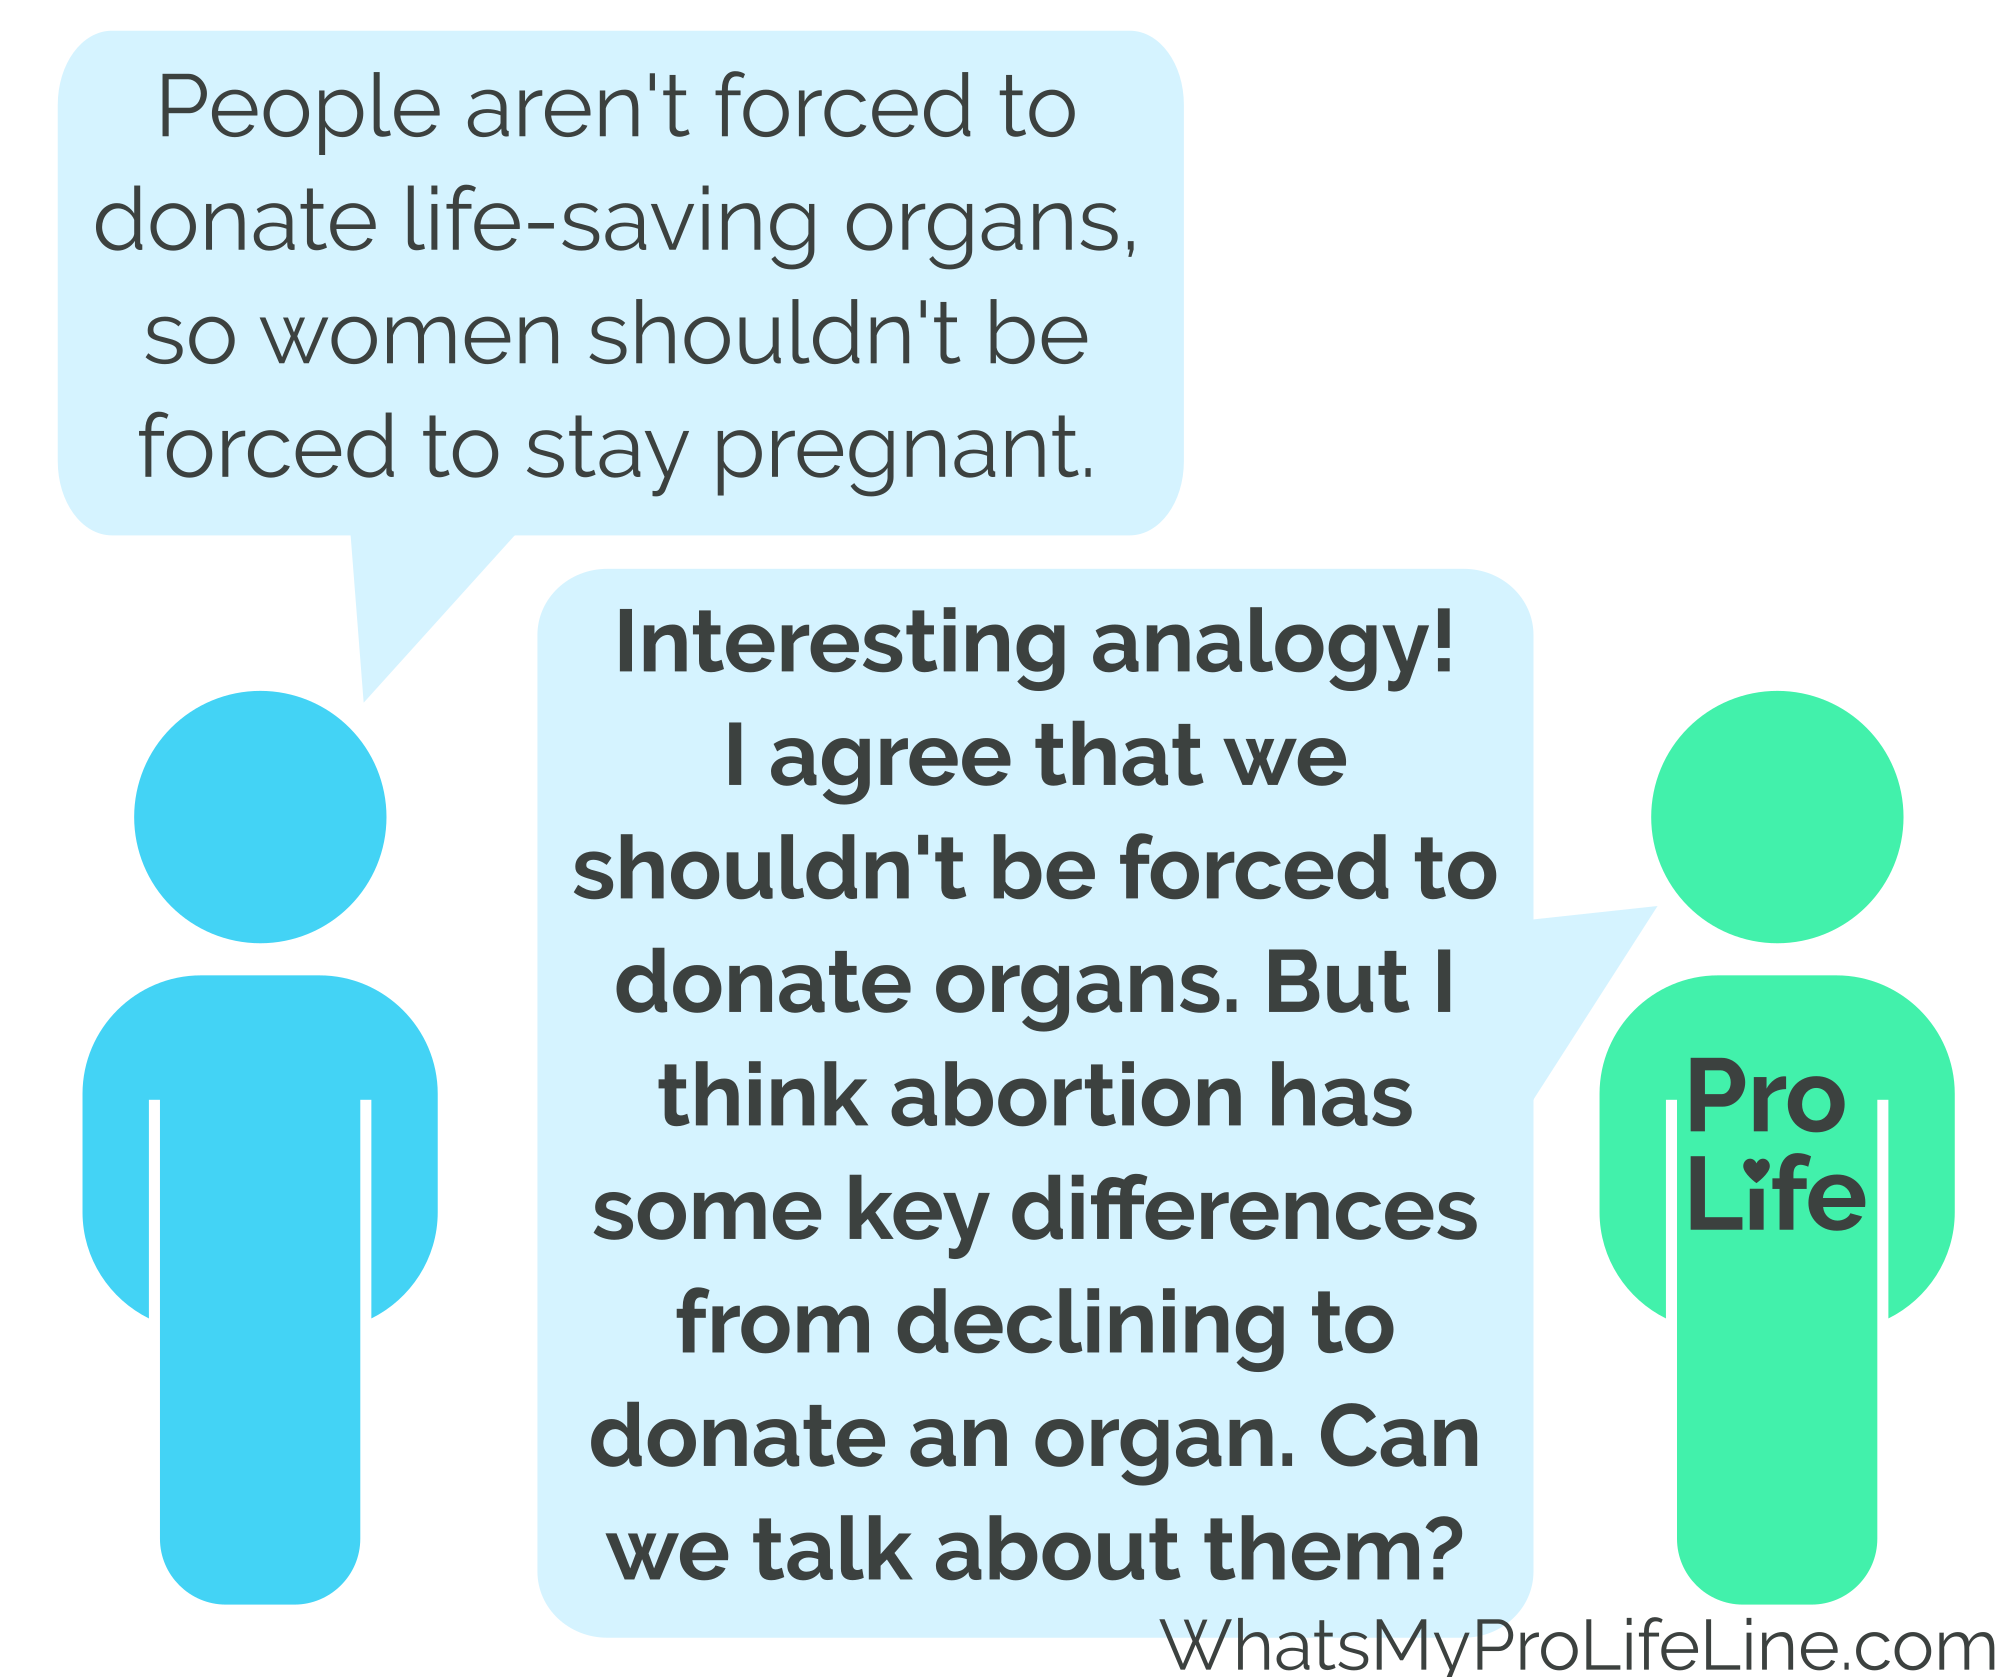 People aren't forced to
donate life-saving organs,
so women shouldn't be
forced to stay pregnant.
Interesting analogy!
I agree that we
shouldn't be forced to
donate organs. But I
think abortion has
some key differences
from declining to
donate an organ. Can
we talk about them?
Pro
Life
WhatsMyProLifeLine.com